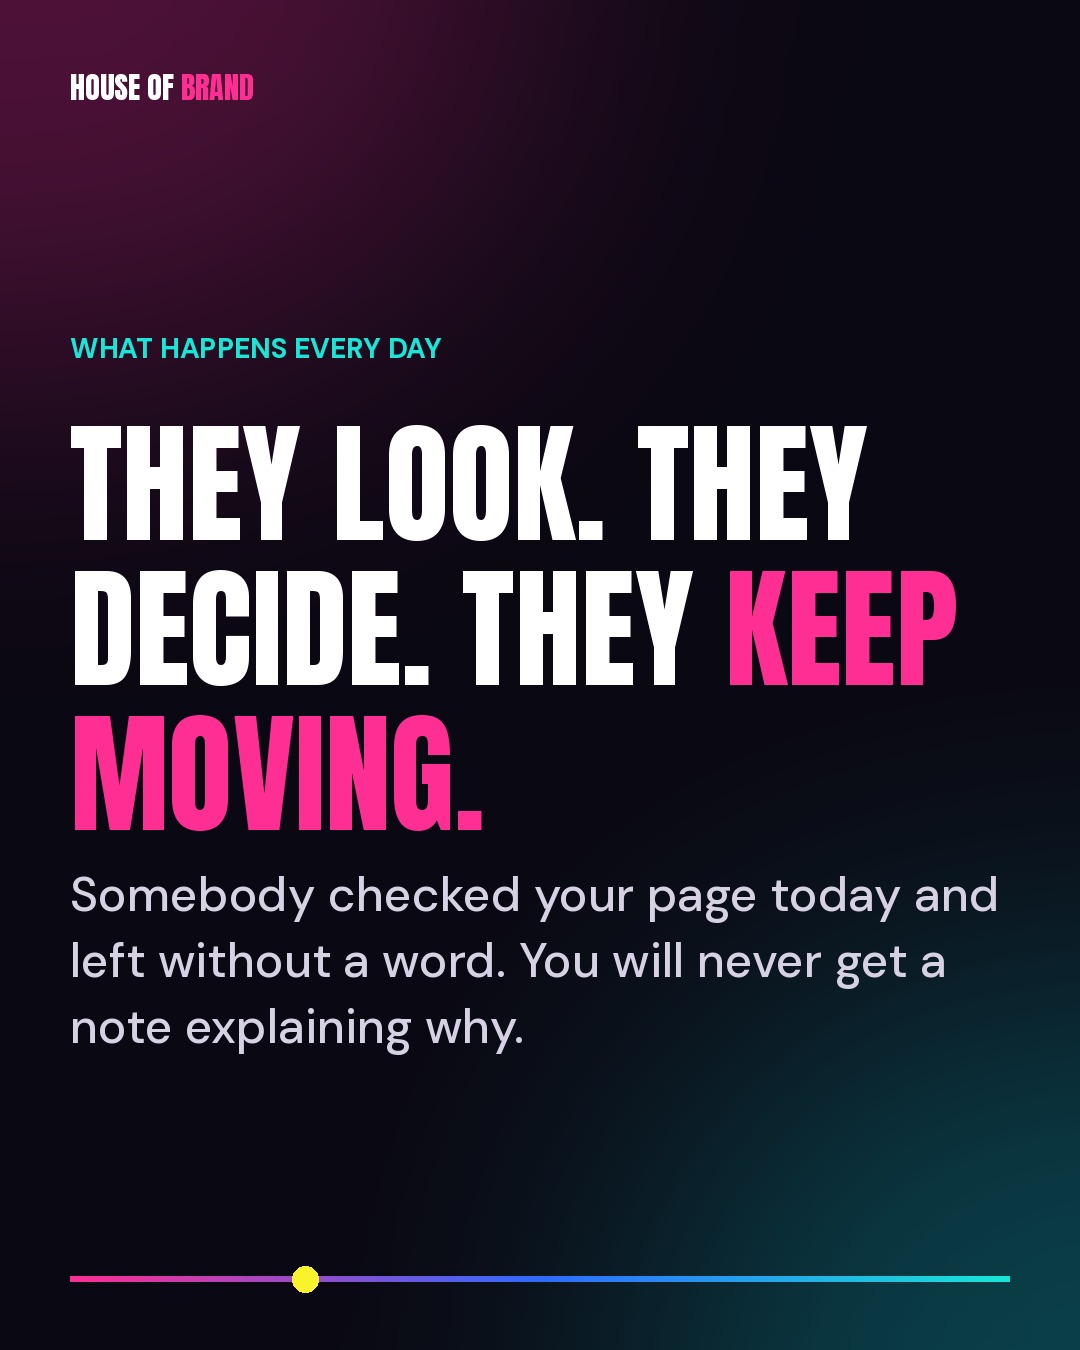 HOUSE OF BRAND
WHAT HAPPENS EVERY DAY
THEY LOOK. THEY
DECIDE. THEY KEEP
MOVING.
Somebody checked your page today and
left without a word. You will never get a
note explaining why.